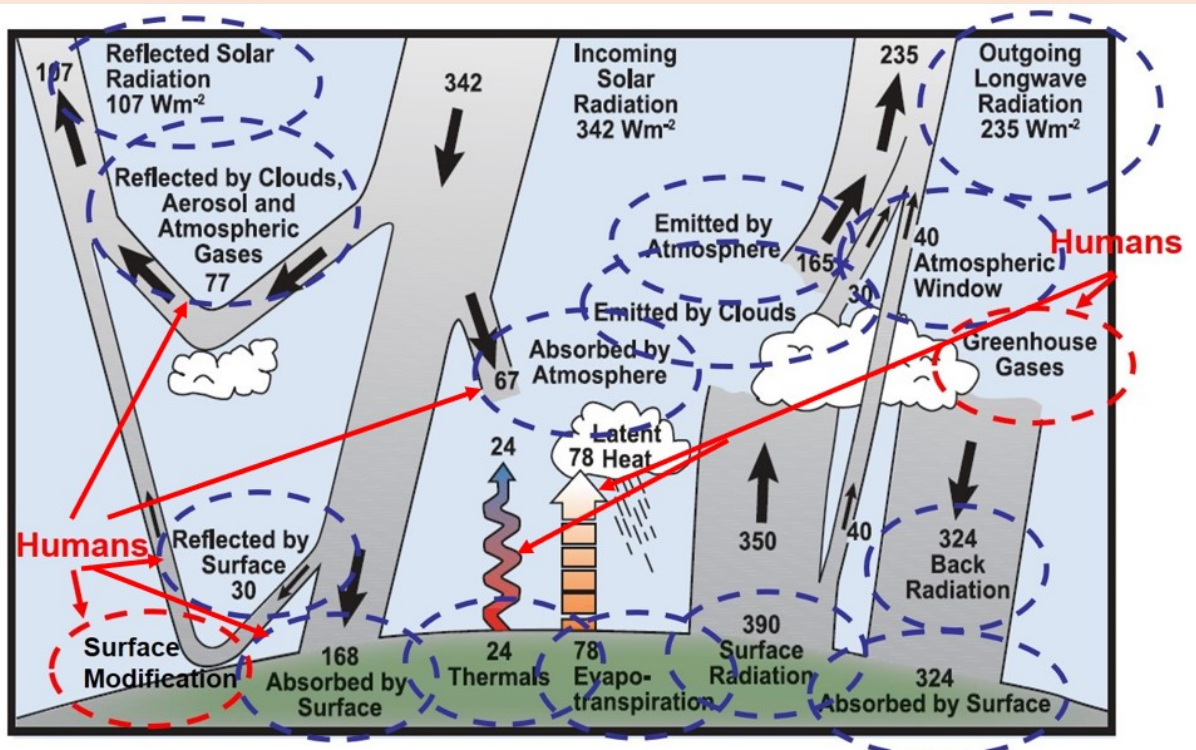 107
Reflected Solar
Radiation
107 Wm-2
342
Incoming
Solar
Radiation
342 Wm-2
235
Outgoing
Longwave
Radiation
235 Wm-2
Reflected by Clouds,
Aerosol and
Atmospheric
Gases
77
Emitted by
Atmosphere
165
40
Atmospheric
Window
Humans
30
Emitted by Clouds
Greenhouse
Gases
Absorbed by
Atmosphere
67
24
Latent
78 Heat
350
40
324
Back
Radiation
Humans
Reflected by
Surface
30
Surface
Modification
168
Absorbed by
Surface
24
Thermals
78
Evapo-
transpiration
390
Surface
Radiation
324
Absorbed by Surface